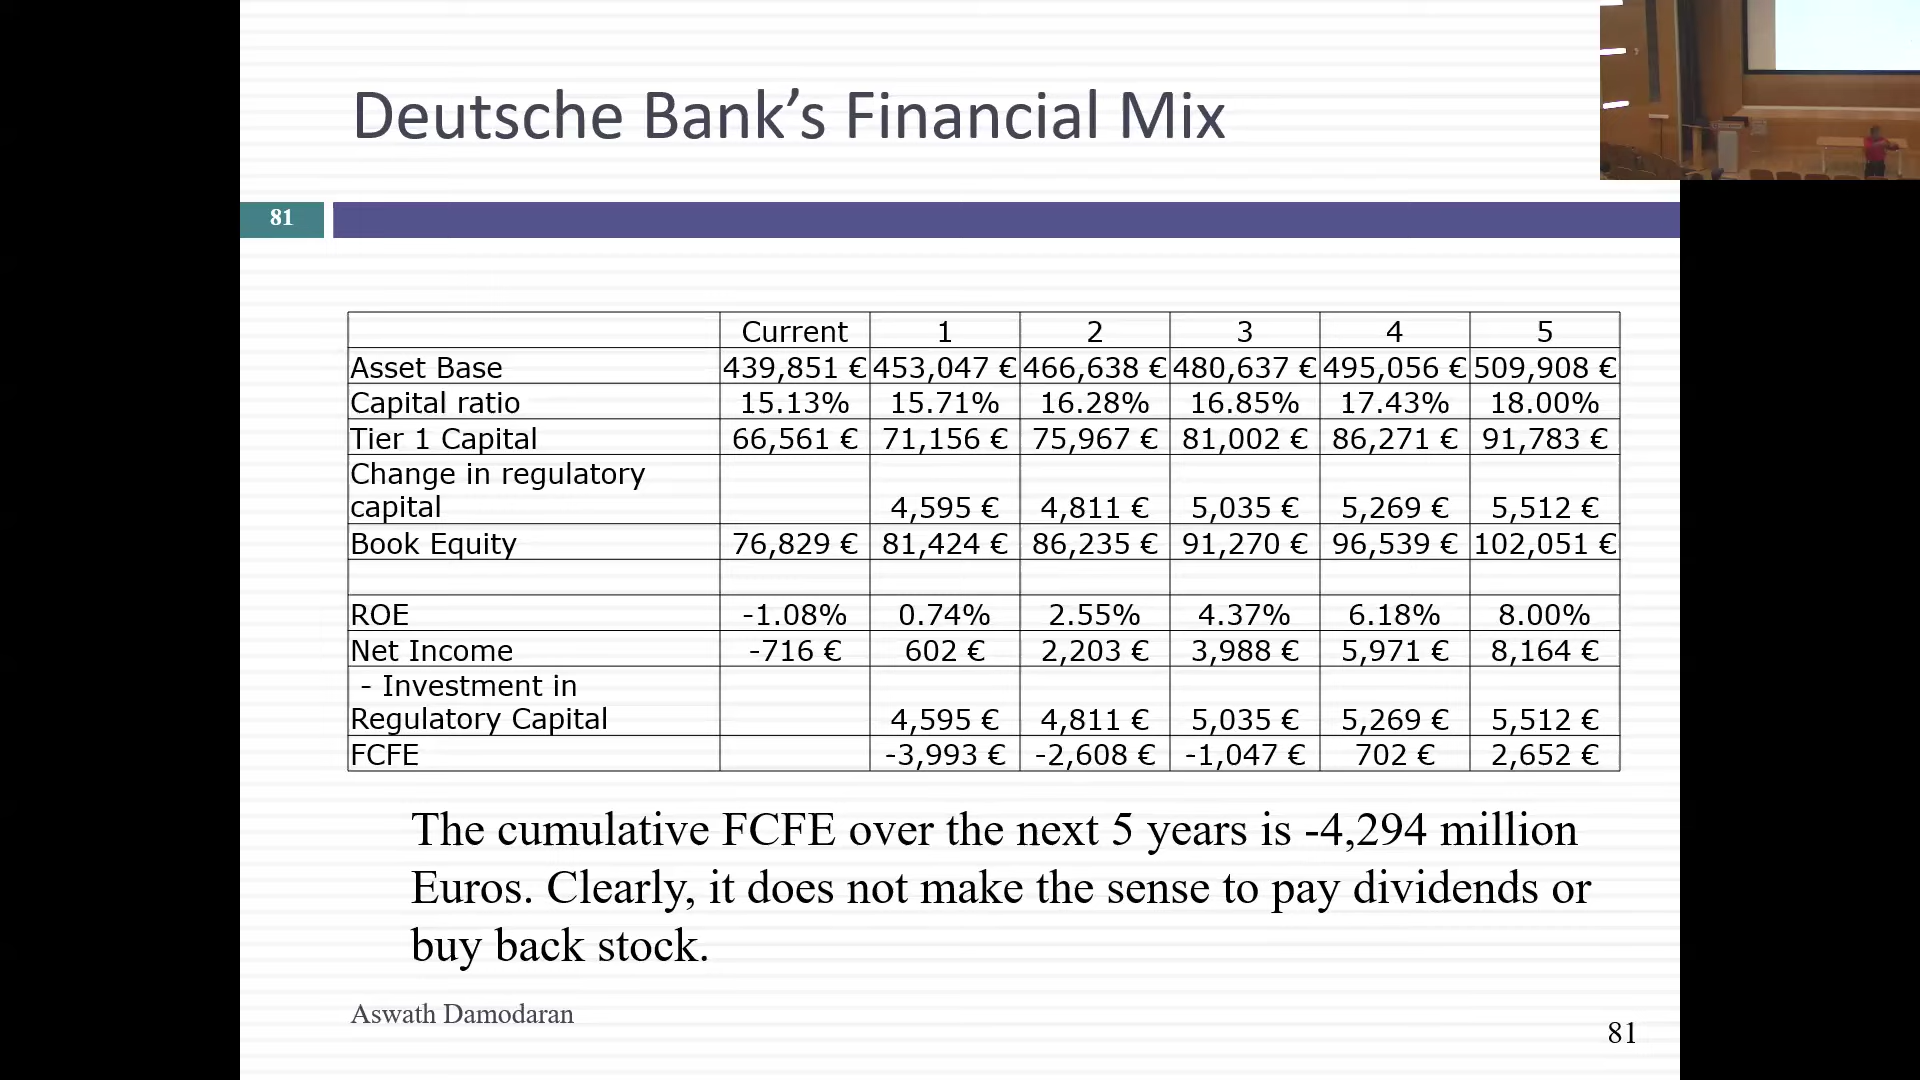 Deutsche Bank’s Financial Mix
81
Current 1 2 3 4 5
Asset Base 439,851 € 453,047 € 466,638 € 480,637 € 495,056 € 509,908 €
Capital ratio 15.13% 15.71% 16.28% 16.85% 17.43% 18.00%
Tier 1 Capital 66,561 € 71,156 € 75,967 € 81,002 € 86,271 € 91,783 €
Change in regulatory
capital 4,595 € 4,811 € 5,035 € 5,269 € 5,512 €
Book Equity 76,829 € 81,424 € 86,235 € 91,270 € 96,539 € 102,051 €
ROE -1.08% 0.74% 2.55% 4.37% 6.18% 8.00%
Net Income -716 € 602 € 2,203 € 3,988 € 5,971 € 8,164 €
- Investment in
Regulatory Capital 4,595 € 4,811 € 5,035 € 5,269 € 5,512 €
FCFE -3,993 € -2,608 € -1,047 € 702 € 2,652 €
The cumulative FCFE over the next 5 years is -4,294 million
Euros. Clearly, it does not make the sense to pay dividends or
buy back stock.
Aswath Damodaran
81